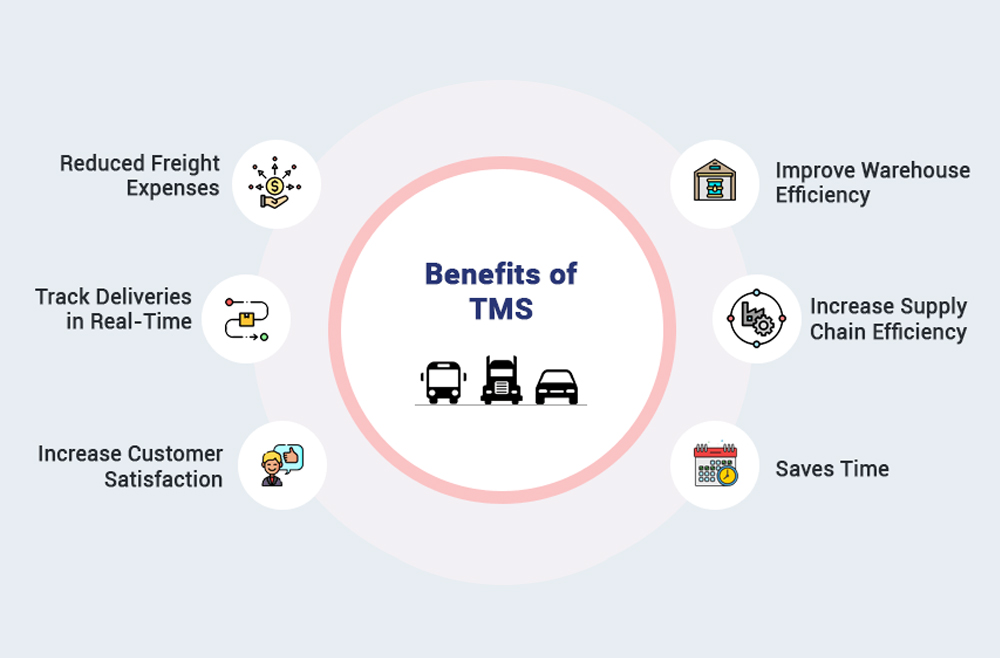 Benefits of
TMS
Reduced Freight
Expenses
Track Deliveries
in Real-Time
Increase Customer
Satisfaction
Improve Warehouse
Efficiency
Increase Supply
Chain Efficiency
Saves Time